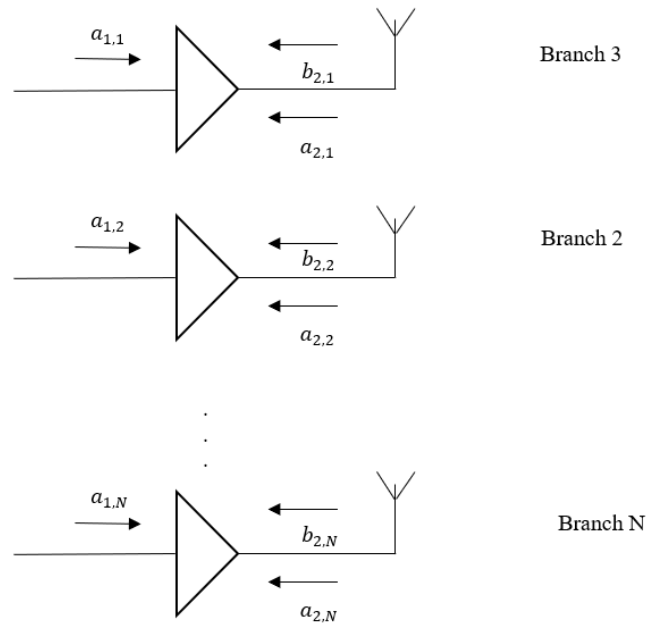 a1,1
b2,1
Branch 3
a2,1
a1,2
b2,2
Branch 2
a2,2
.
.
.
a1,N
b2,N
Branch N
a2,N